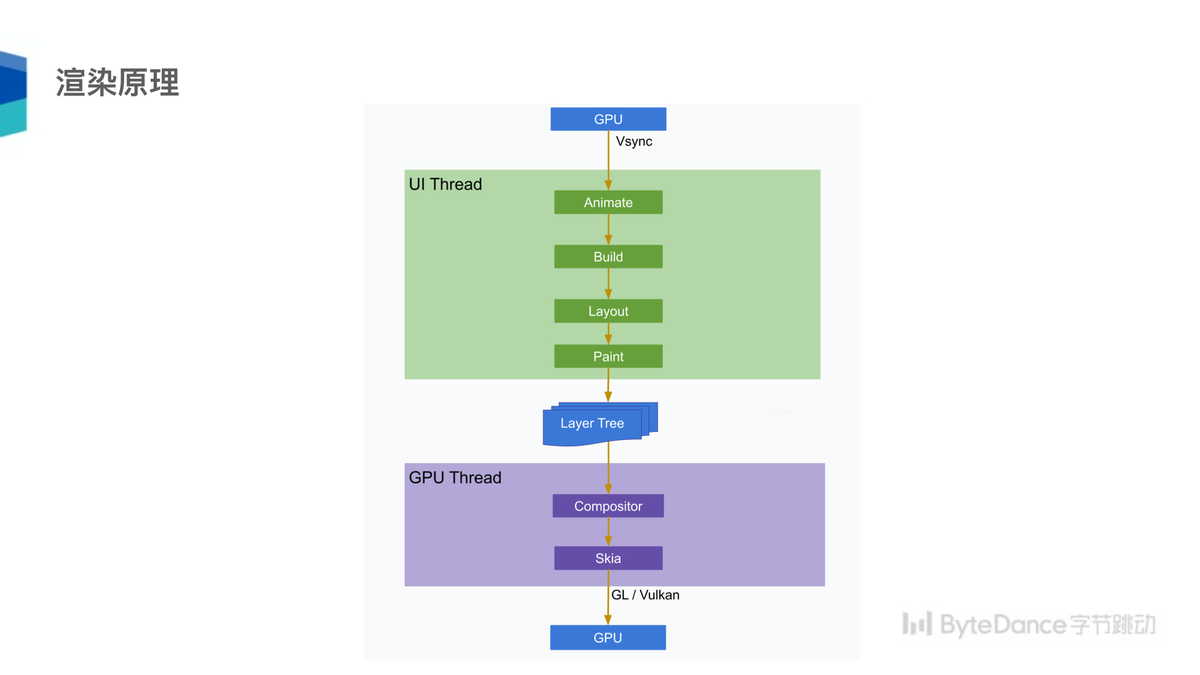 渲染原理
GPU
Vsync
UI Thread
Animate
Build
Layout
Paint
Layer Tree
GPU Thread
Compositor
Skia
GL / Vulkan
GPU
ByteDance字节跳动